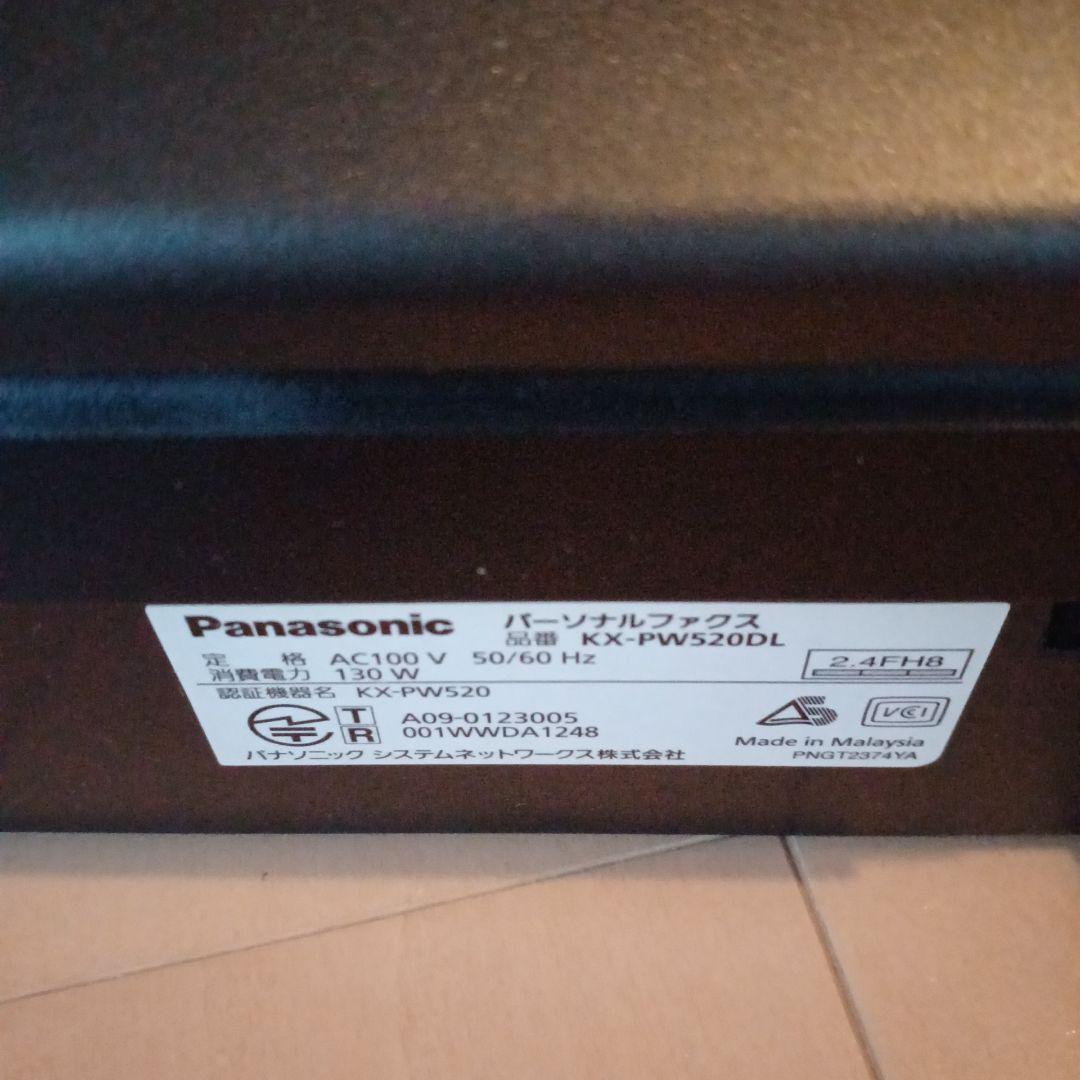 Panasonic パーソナルファクス
品番 KX-PW520DL
定 格 AC100 V 50/60 Hz
2.4FH8
消費電力 130 W
認証機器名 KX-PW520
T A09-0123005
R 001WWDA1248
VCCI
Made in Malaysia
パナソニック システムネットワークス株式会社
PNGT2374YA